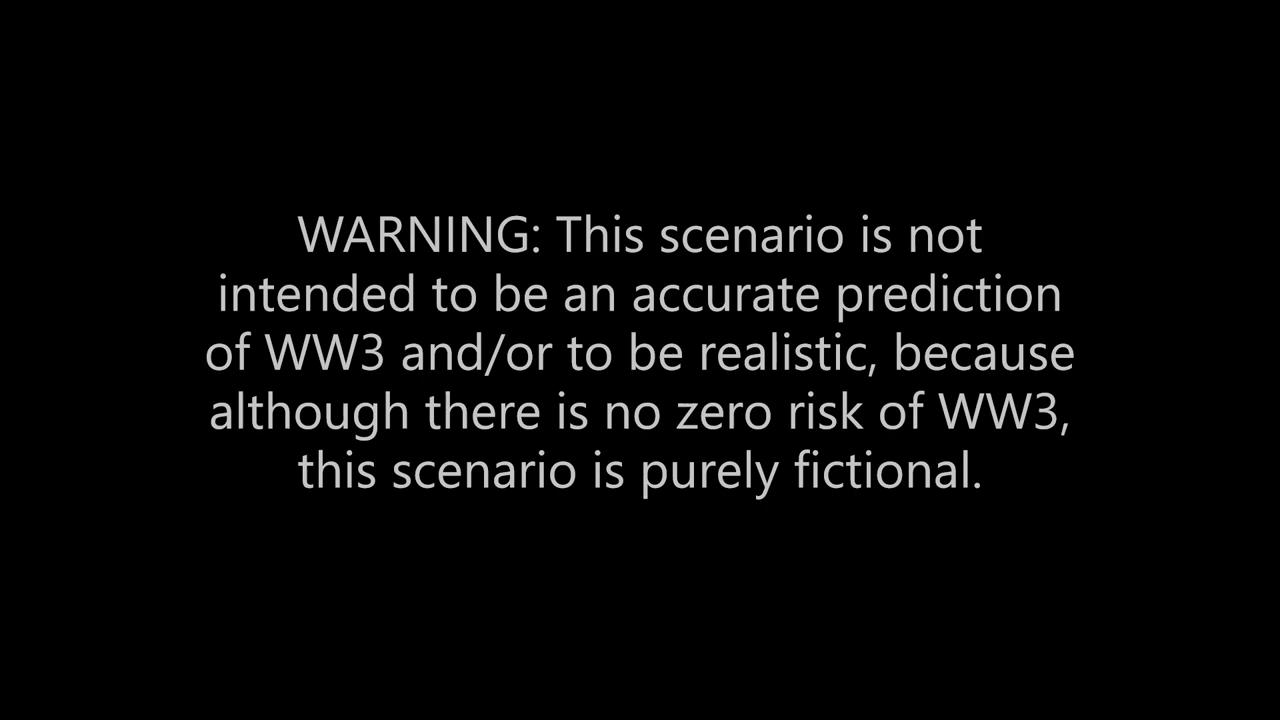 WARNING: This scenario is not
intended to be an accurate prediction
of WW3 and/or to be realistic, because
although there is no zero risk of WW3,
this scenario is purely fictional.